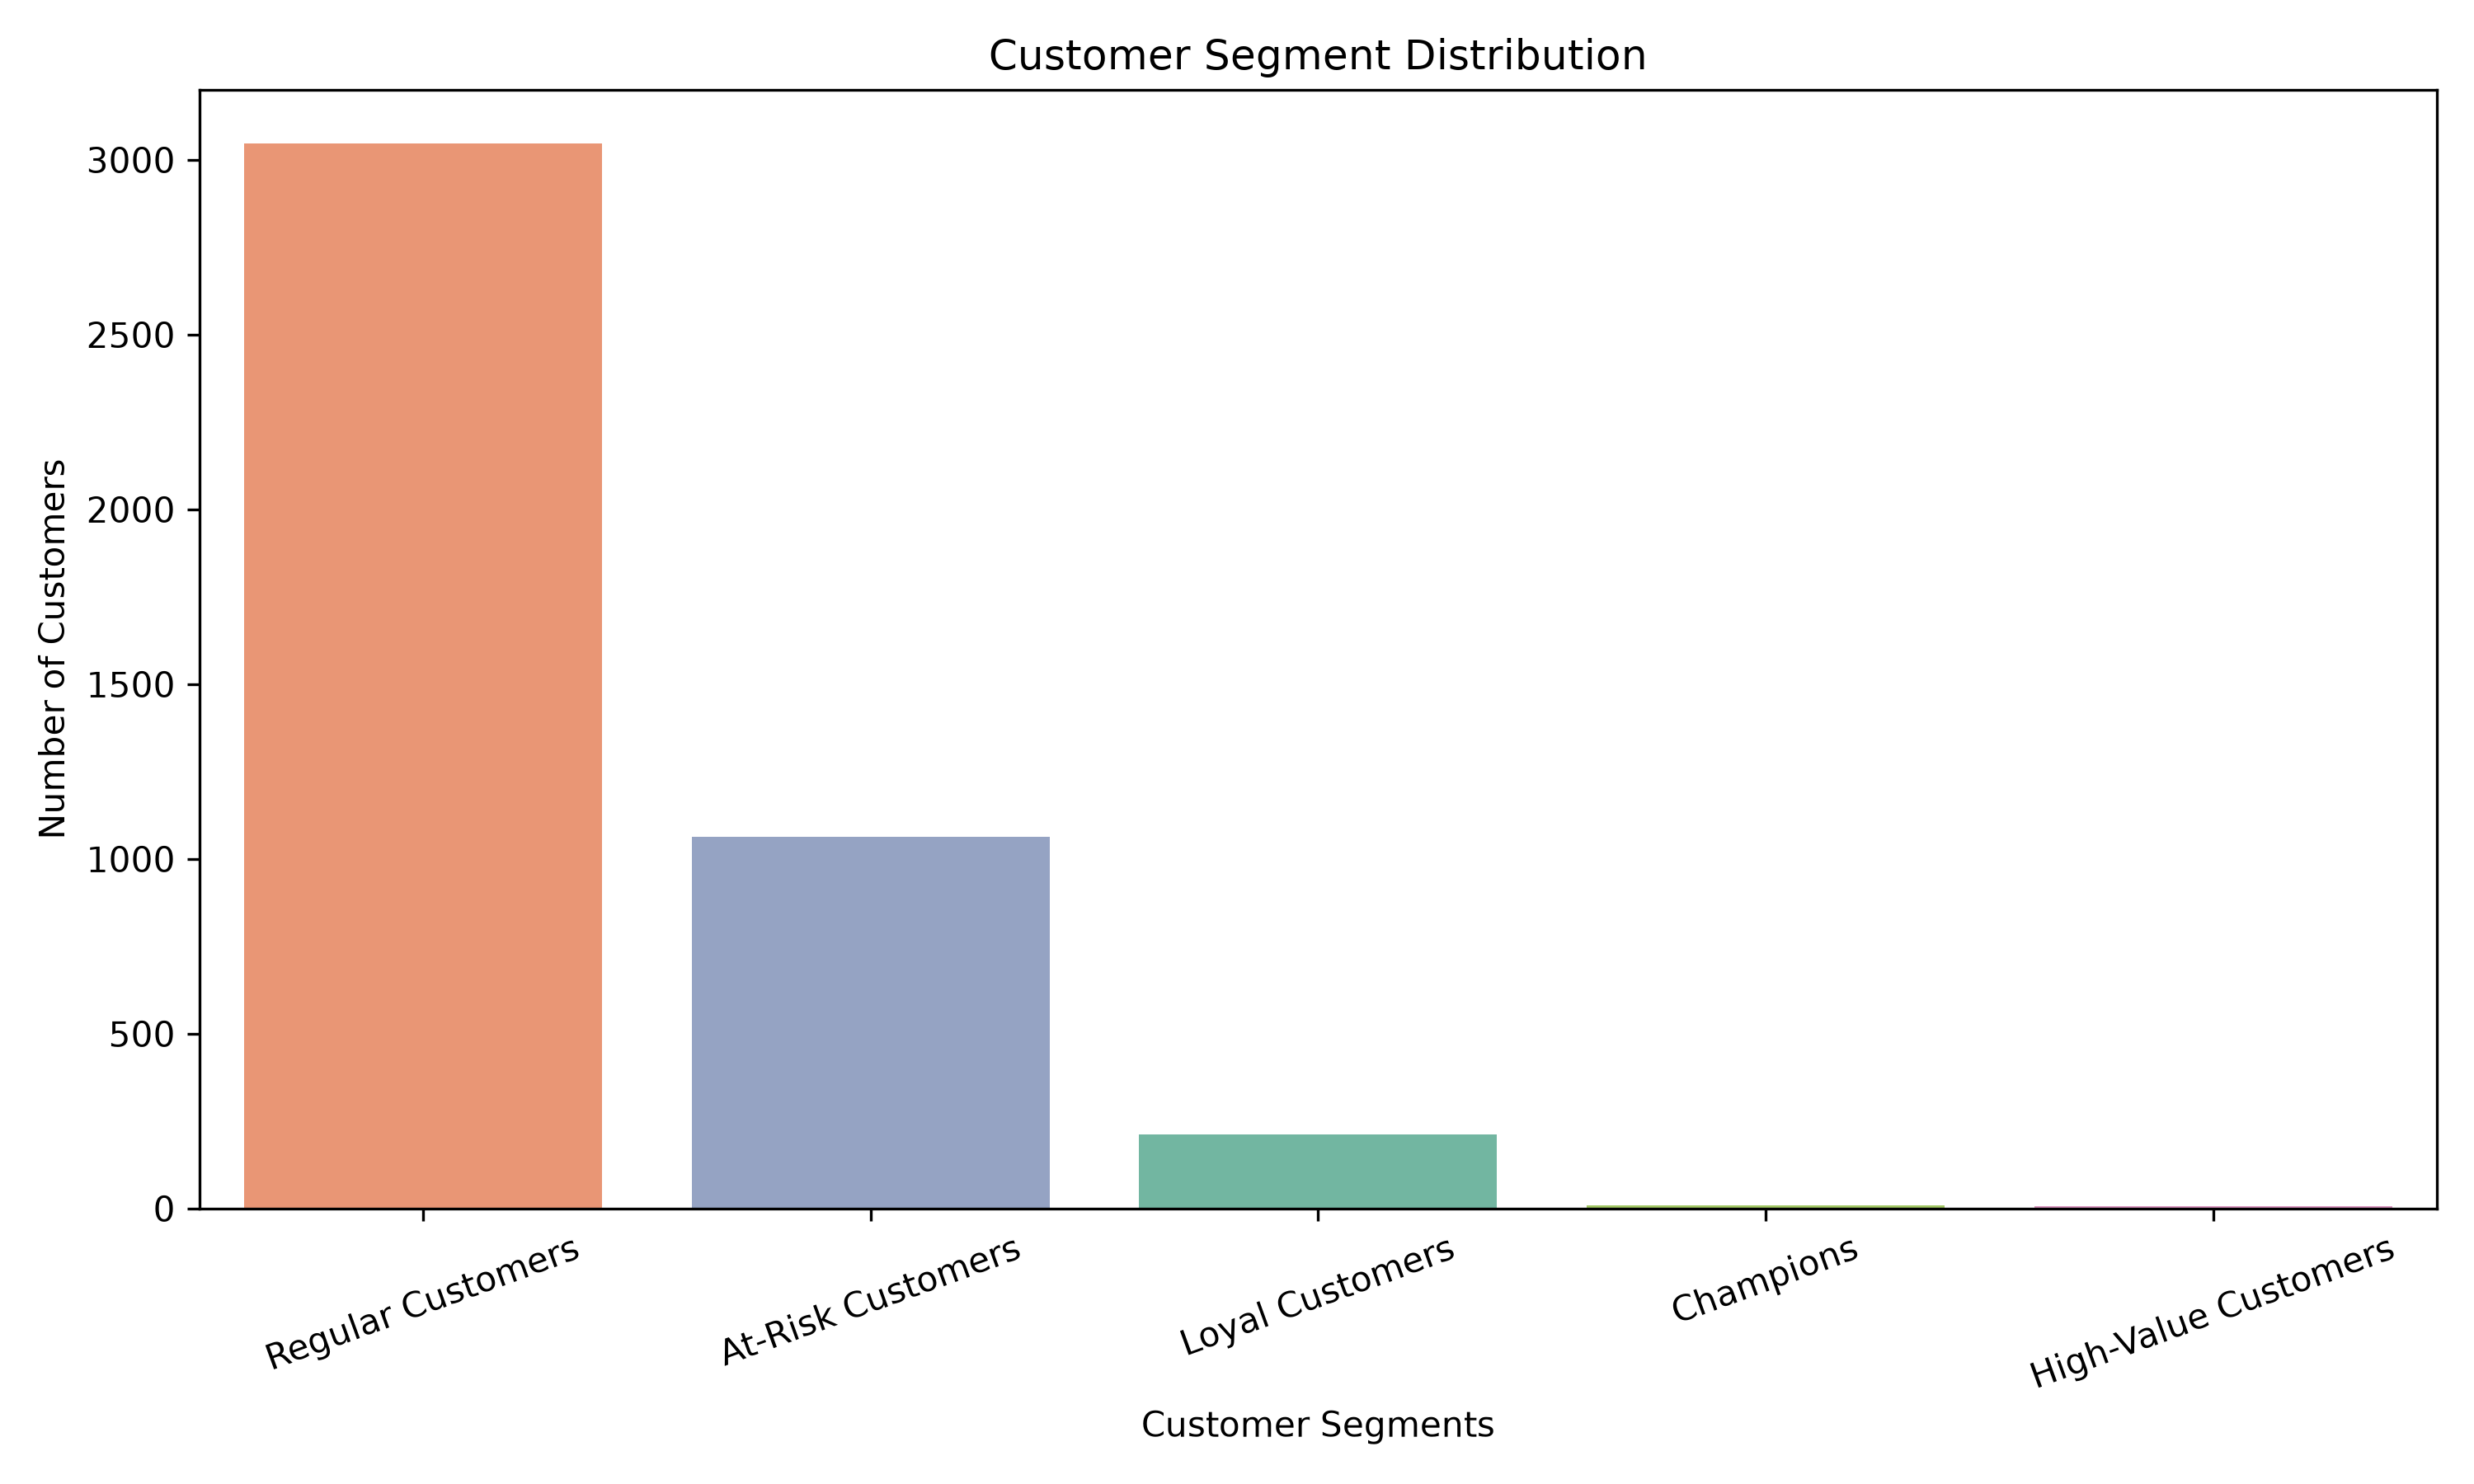 Customer Segment Distribution
Number of Customers
3000
2500
2000
1500
1000
500
0
Regular Customers
At-Risk Customers
Loyal Customers
Champions
High-Value Customers
Customer Segments